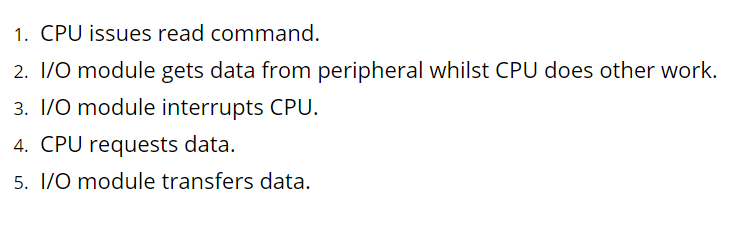 1. CPU issues read command.
2. I/O module gets data from peripheral whilst CPU does other work.
3. I/O module interrupts CPU.
4. CPU requests data.
5. I/O module transfers data.